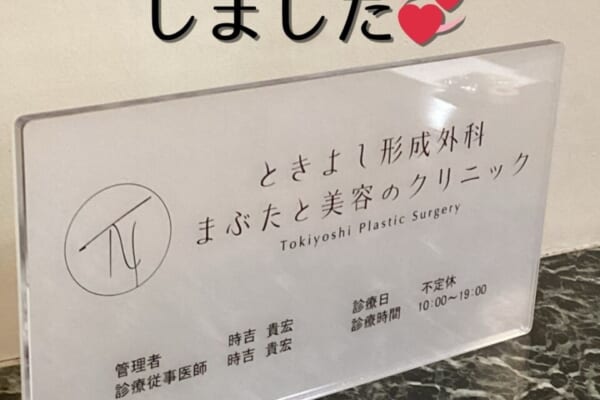 しました💞
ときよし形成外科
まぶたと美容のクリニック
Tokiyoshi Plastic Surgery
管理者 時吉 貴宏
診療従事医師 時吉 貴宏
診療日 不定休
診療時間 10:00〜19:00